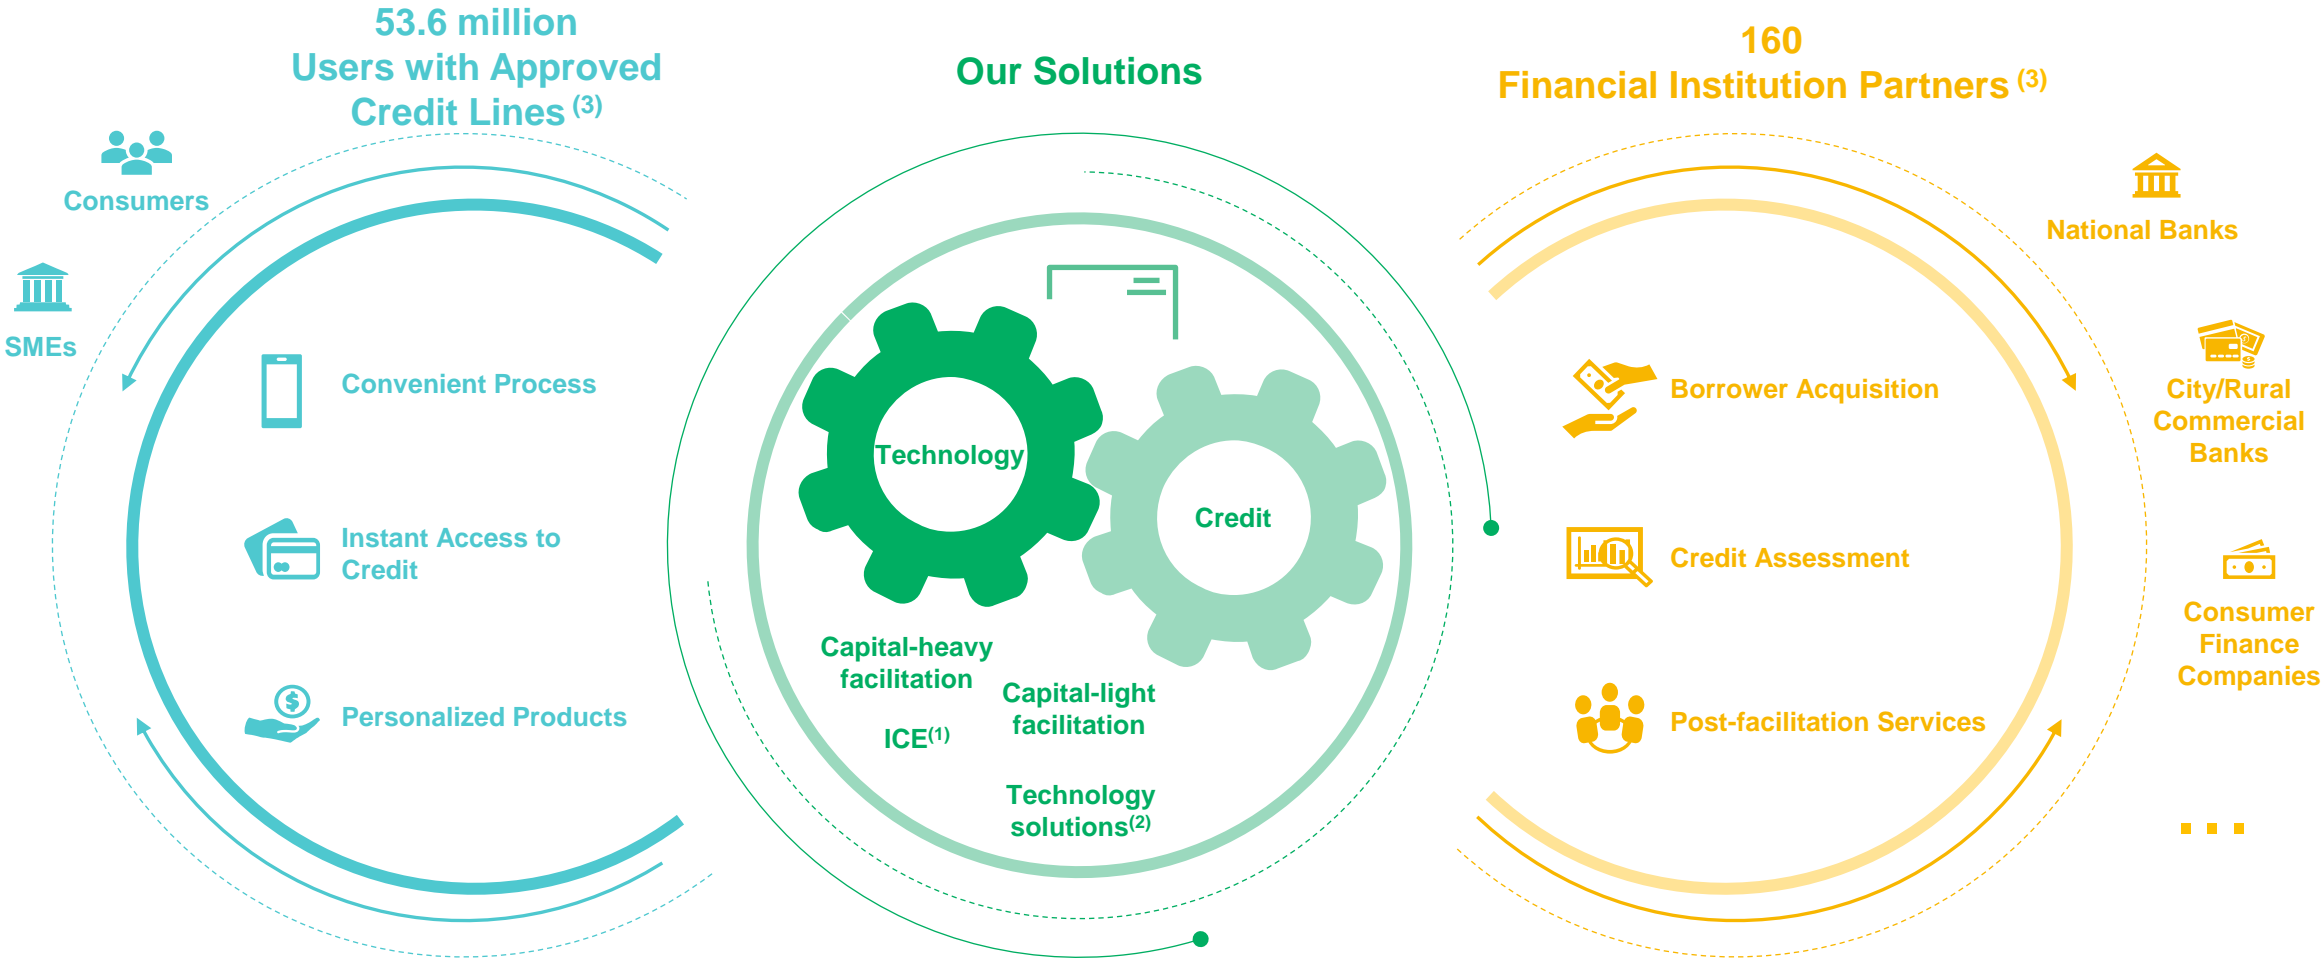 53.6 million
Users with Approved
Credit Lines (3)
Consumers
SMEs
Convenient Process
Instant Access to
Credit
Personalized Products
Our Solutions
Technology
Credit
Capital-heavy
facilitation
Capital-light
facilitation
ICE(1)
Technology
solutions(2)
160
Financial Institution Partners (3)
Borrower Acquisition
Credit Assessment
Post-facilitation Services
National Banks
City/Rural
Commercial
Banks
Consumer
Finance
Companies
...